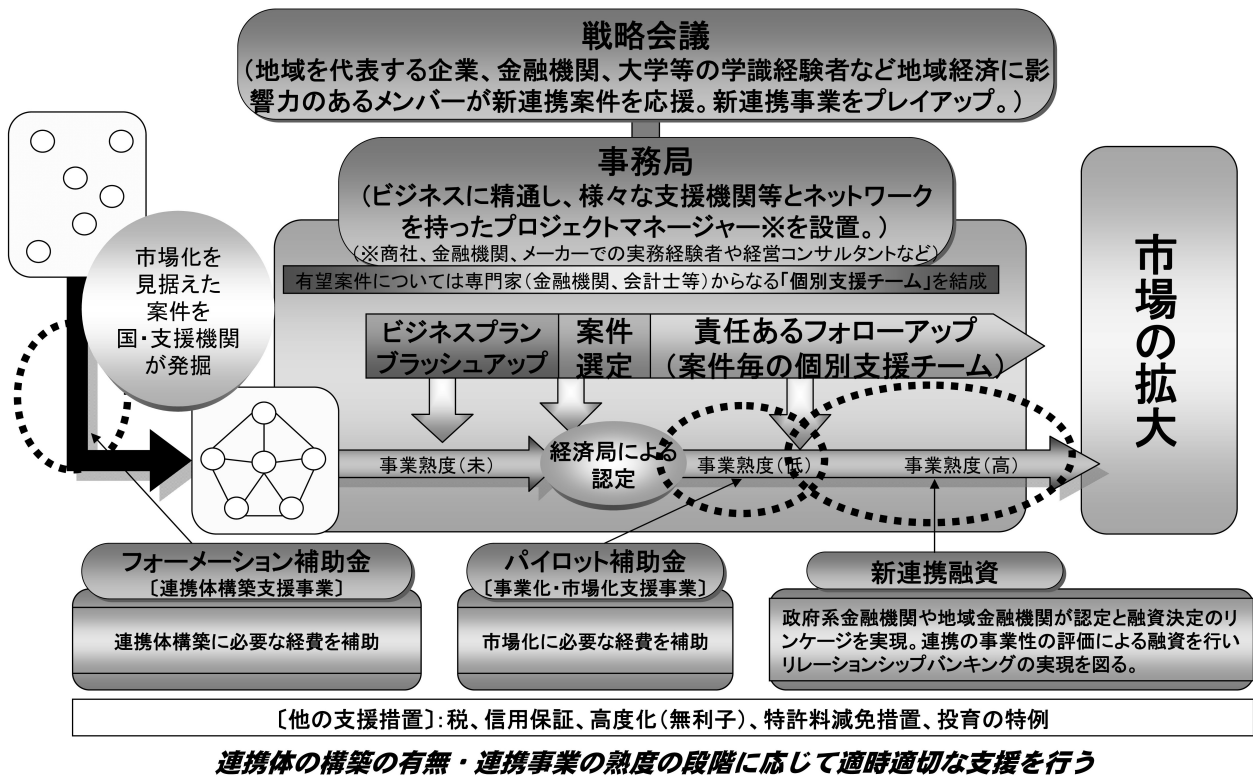 戦略会議
(地域を代表する企業、金融機関、大学等の学識経験者など地域経済に影
響力のあるメンバーが新連携案件を応援。新連携事業をプレイアップ。)
事務局
(ビジネスに精通し、様々な支援機関等とネットワーク
を持ったプロジェクトマネージャー※を設置。)
(※商社、金融機関、メーカーでの実務経験者や経営コンサルタントなど)
有望案件については専門家(金融機関、会計士等)からなる「個別支援チーム」を結成
市場化を
見据えた
案件を
国・支援機関
が発掘
ビジネスプラン
ブラッシュアップ
案件
選定
責任あるフォローアップ
(案件毎の個別支援チーム)
市場の拡大
事業熟度(未)
経済局による
認定
事業熟度(低)
事業熟度(高)
フォーメーション補助金
〔連携体構築支援事業〕
連携体構築に必要な経費を補助
パイロット補助金
〔事業化・市場化支援事業〕
市場化に必要な経費を補助
新連携融資
政府系金融機関や地域金融機関が認定と融資決定のリ
ンケージを実現。連携の事業性の評価による融資を行い
リレーションシップバンキングの実現を図る。
〔他の支援措置〕:税、信用保証、高度化(無利子)、特許料減免措置、投育の特例
連携体の構築の有無・連携事業の熟度の段階に応じて適時適切な支援を行う